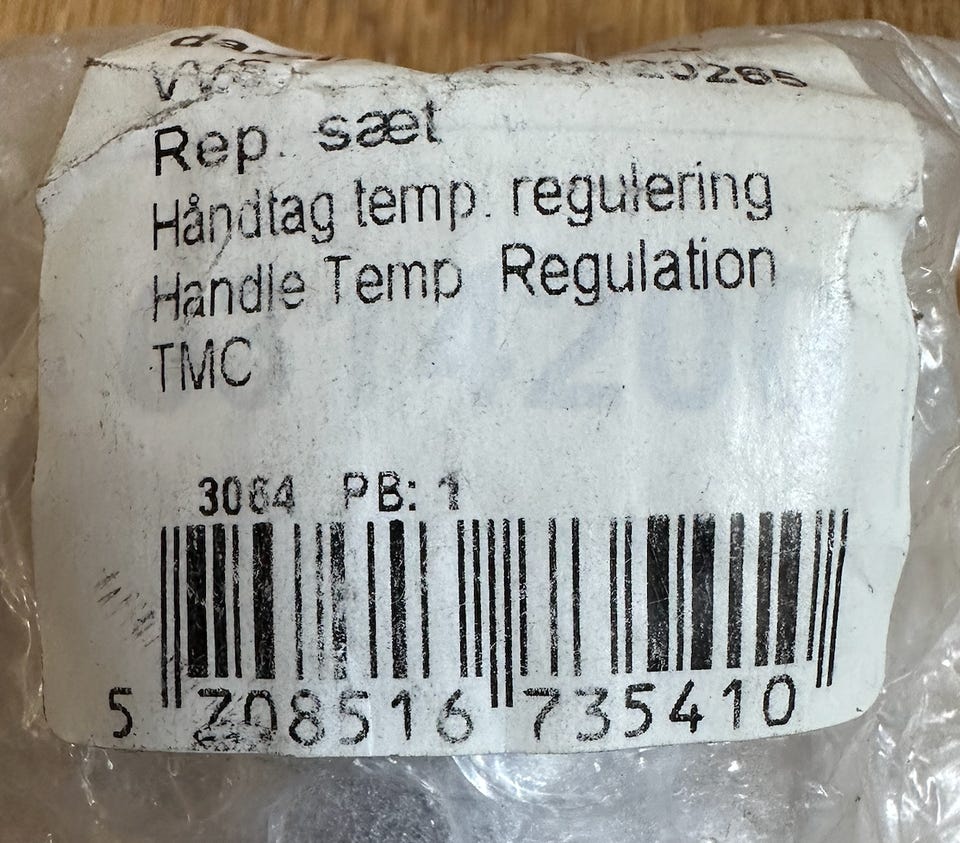 Rep. sæt
Håndtag temp. regulering
Handle Temp. Regulation
TMC
3064 PB: 1
5 708516 735410